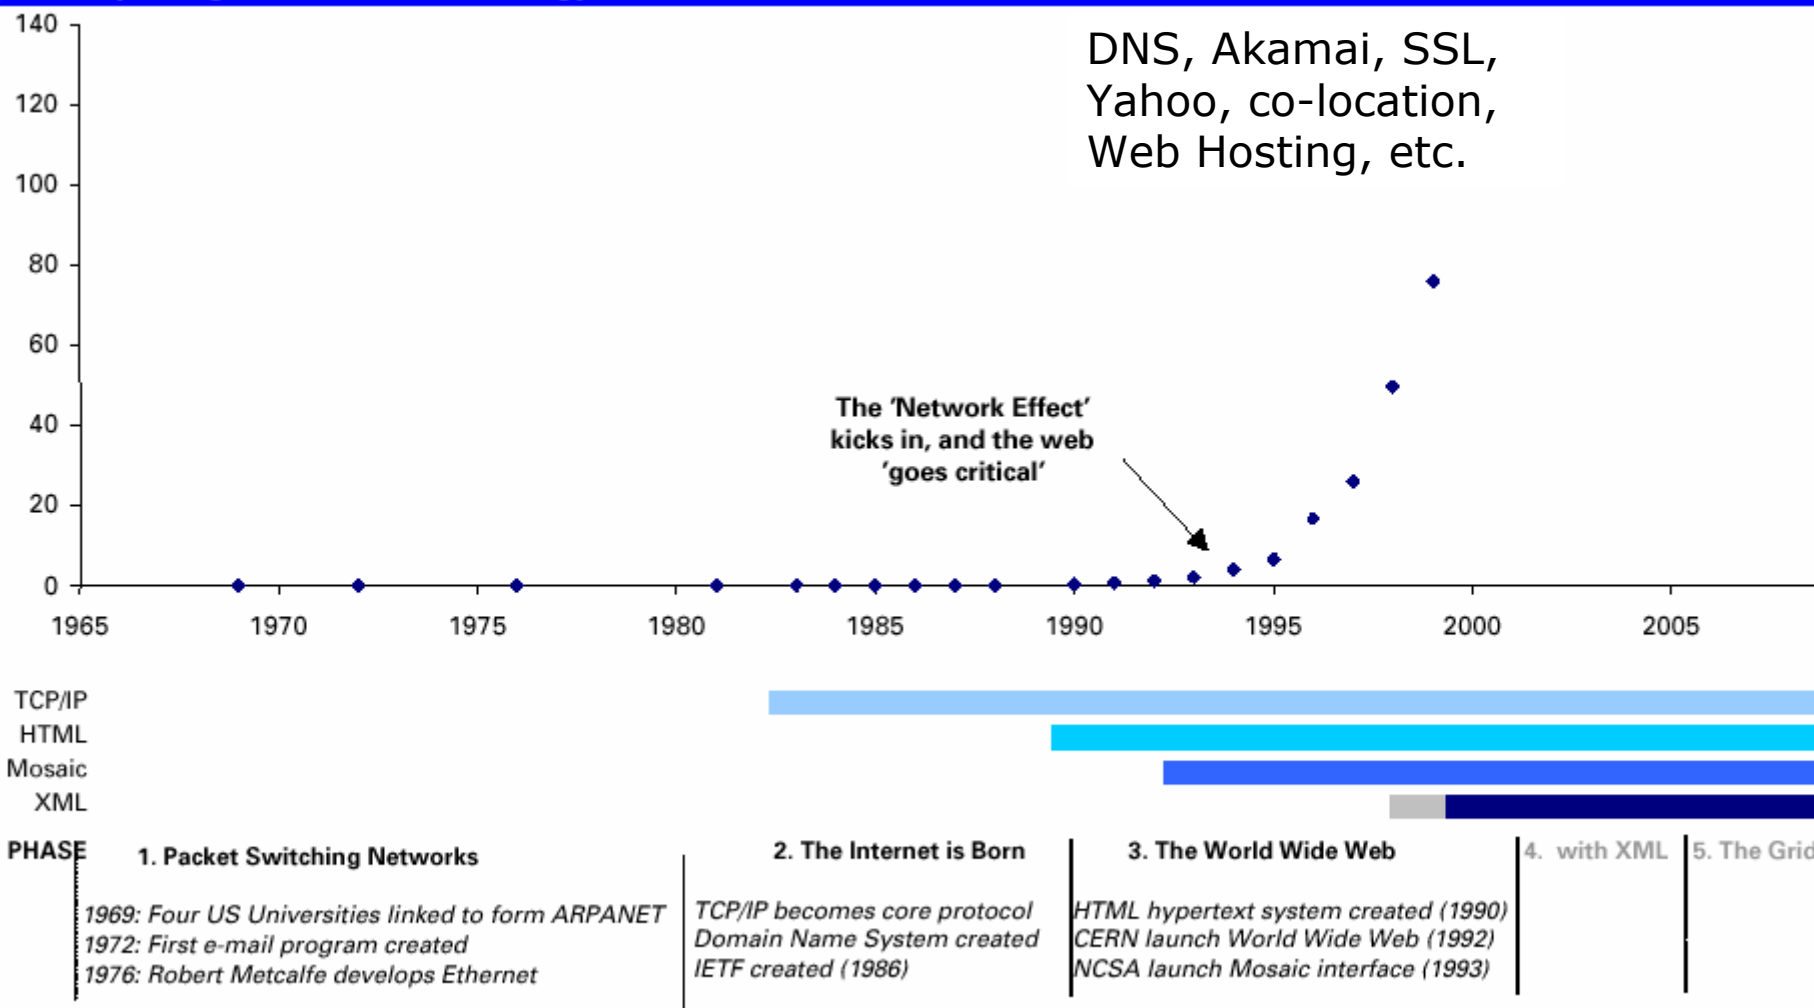 140
DNS, Akamai, SSL,
Yahoo, co-location,
Web Hosting, etc.
120
100
80
60
40
20
0
The 'Network Effect'
kicks in, and the web
'goes critical'
1965 1970 1975 1980 1985 1990 1995 2000 2005
TCP/IP
HTML
Mosaic
XML
PHASE
1. Packet Switching Networks
1969: Four US Universities linked to form ARPANET
1972: First e-mail program created
1976: Robert Metcalfe develops Ethernet
2. The Internet is Born
TCP/IP becomes core protocol
Domain Name System created
IETF created (1986)
3. The World Wide Web
HTML hypertext system created (1990)
CERN launch World Wide Web (1992)
NCSA launch Mosaic interface (1993)
4. with XML
5. The Grid